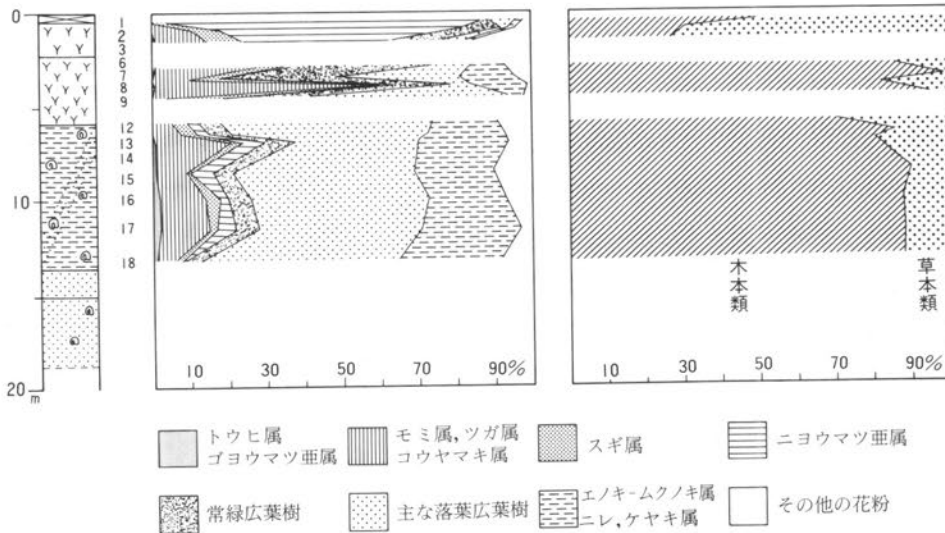 0
10
20
m
1
2
3
6
7
8
9
12
13
14
15
16
17
18
10 30 50 70 90%
木本類
草本類
10 30 50 70 90%
トウヒ属
ゴヨウマツ亜属
モミ属,ツガ属
コウヤマキ属
スギ属
ニヨウマツ亜属
常緑広葉樹
主な落葉広葉樹
エノキームクノキ属
ニレ,ケヤキ属
その他の花粉